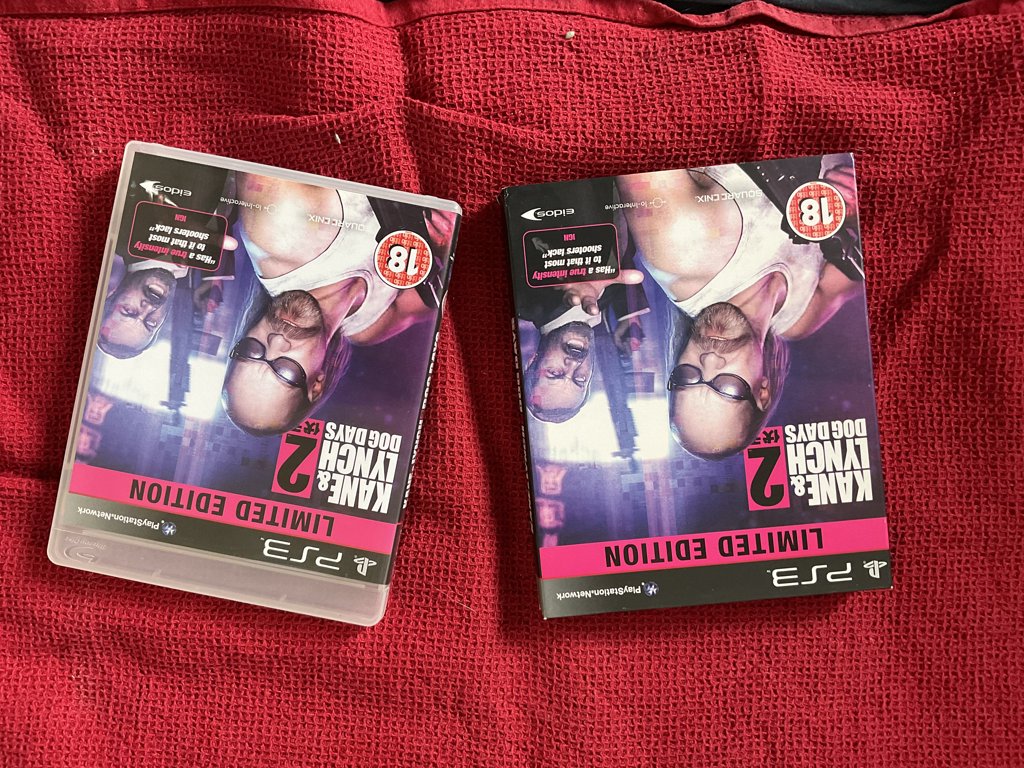 PS3
PlayStation®Network
LIMITED EDITION
KANE &
LYNCH
2
DOG DAYS
伏天
18
"Has a true intensity
to it that most
shooters lack"
IGN
SQUARE ENIX
Io-Interactive
eidos
PS3
PlayStation®Network
LIMITED EDITION
KANE &
LYNCH
2
DOG DAYS
18
"Has a true intensity
to it that most
shooters lack"
IGN
SQUARE ENIX
Io-Interactive
eidos